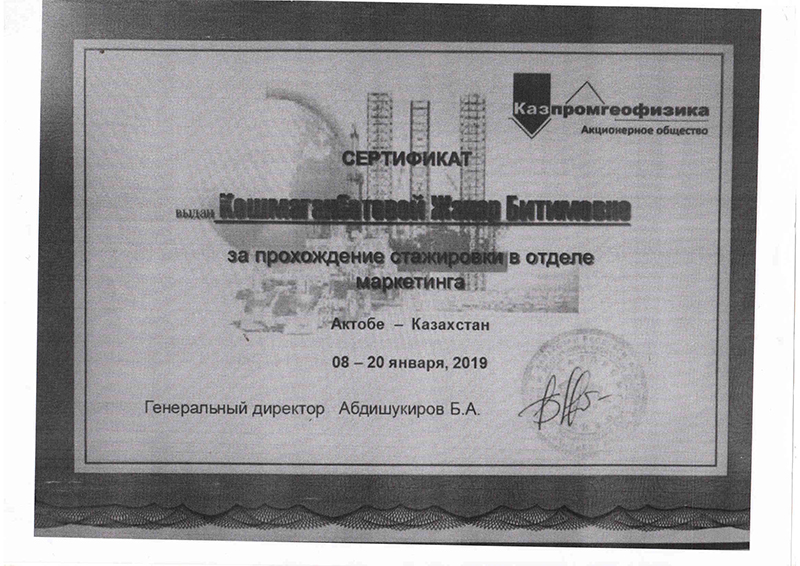 Казпромгеофизика
Акционерное общество
СЕРТИФИКАТ
выдан Битимовне
за прохождение стажировки в отделе
маркетинга
Актобе – Казахстан
08 – 20 января, 2019
Генеральный директор Абдишукиров Б.А.